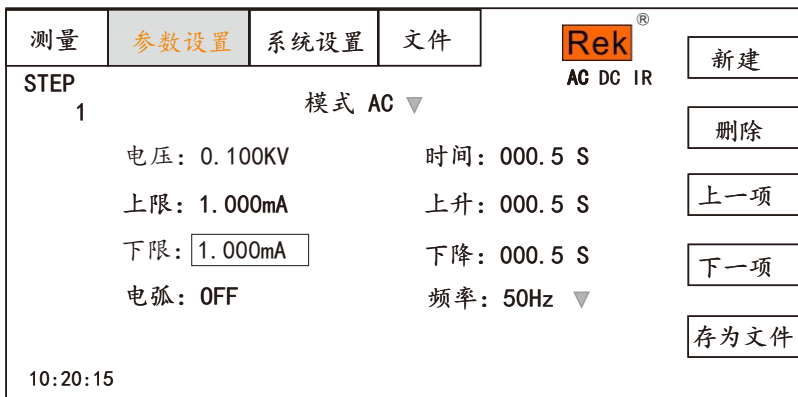 测量 参数设置 系统设置 文件 Rek®
AC DC IR
新建
STEP
1
模式 AC ▼
删除
电压: 0.100KV 时间: 000.5 S
上限: 1.000mA 上升: 000.5 S
上一项
下限: 1.000mA 下降: 000.5 S
下一项
电弧: OFF 频率: 50Hz ▼
存为文件
10:20:15